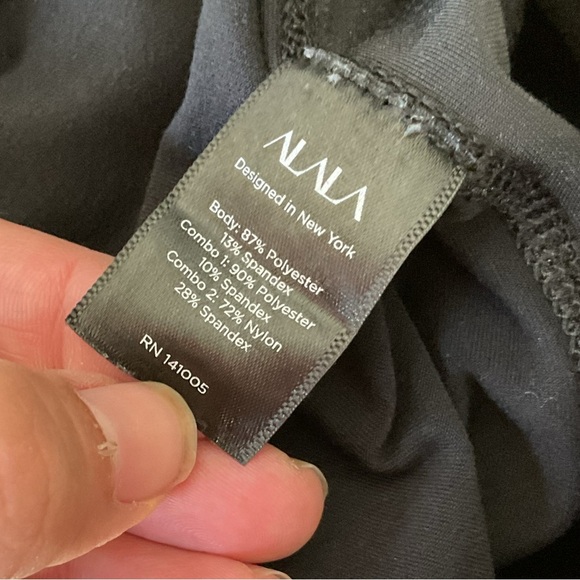 ALALA
Designed in New York
Body: 87% Polyester
13% Spandex
Combo 1: 90% Polyester
10% Spandex
Combo 2: 72% Nylon
28% Spandex
RN 141005